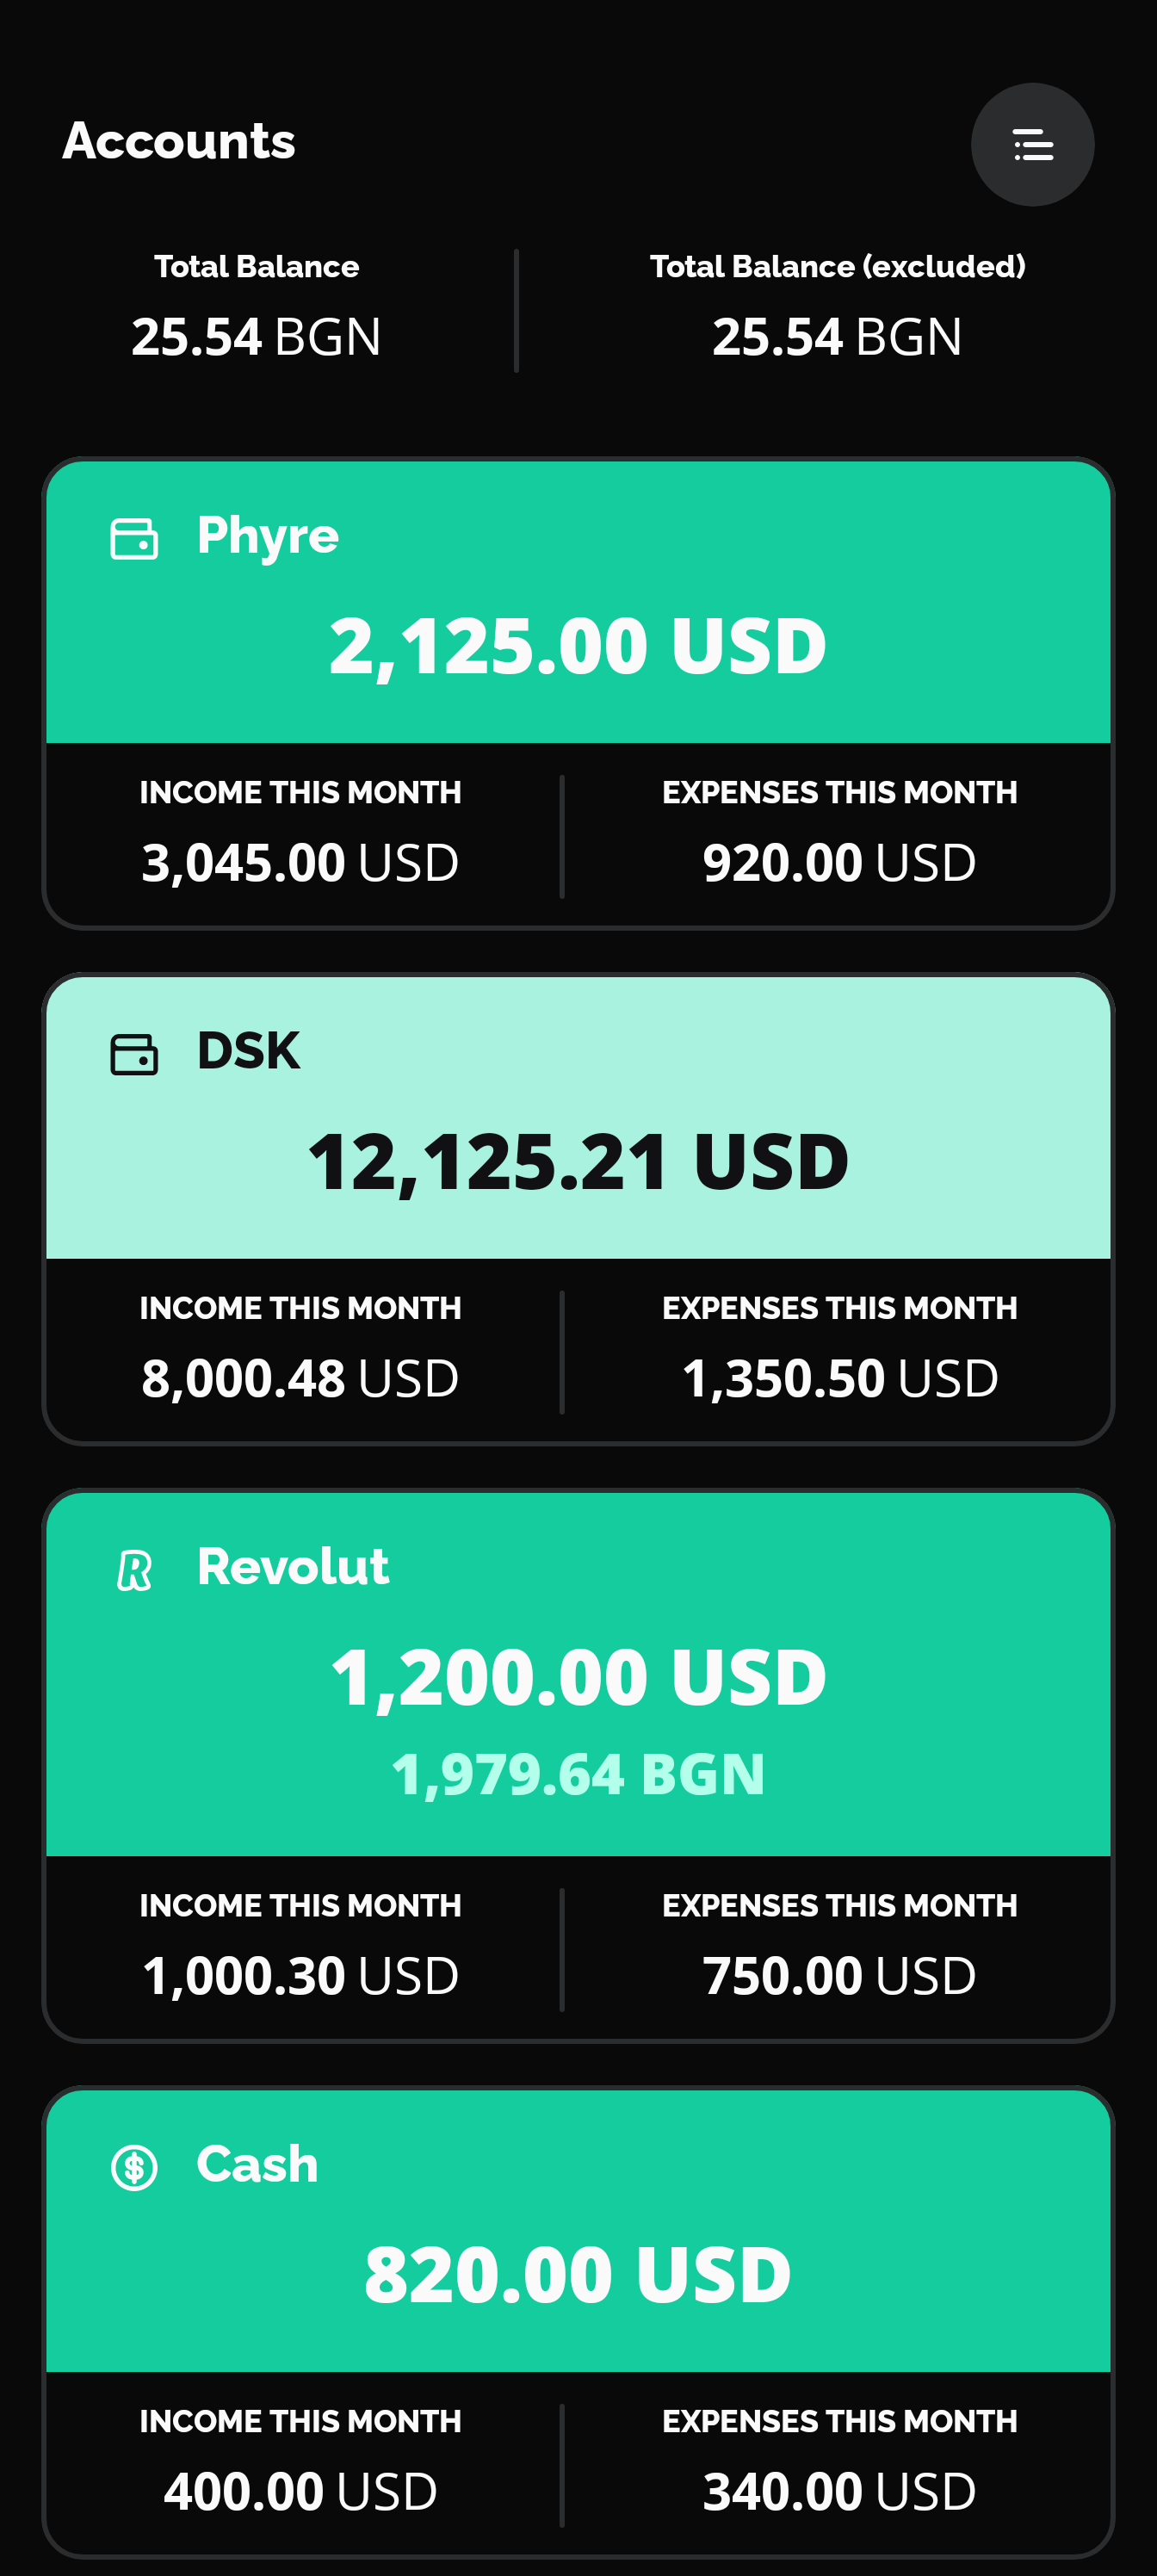 Accounts
Total Balance
25.54 BGN
Total Balance (excluded)
25.54 BGN
Phyre
2,125.00 USD
INCOME THIS MONTH
3,045.00 USD
EXPENSES THIS MONTH
920.00 USD
DSK
12,125.21 USD
INCOME THIS MONTH
8,000.48 USD
EXPENSES THIS MONTH
1,350.50 USD
R Revolut
1,200.00 USD
1,979.64 BGN
INCOME THIS MONTH
1,000.30 USD
EXPENSES THIS MONTH
750.00 USD
$ Cash
820.00 USD
INCOME THIS MONTH
400.00 USD
EXPENSES THIS MONTH
340.00 USD